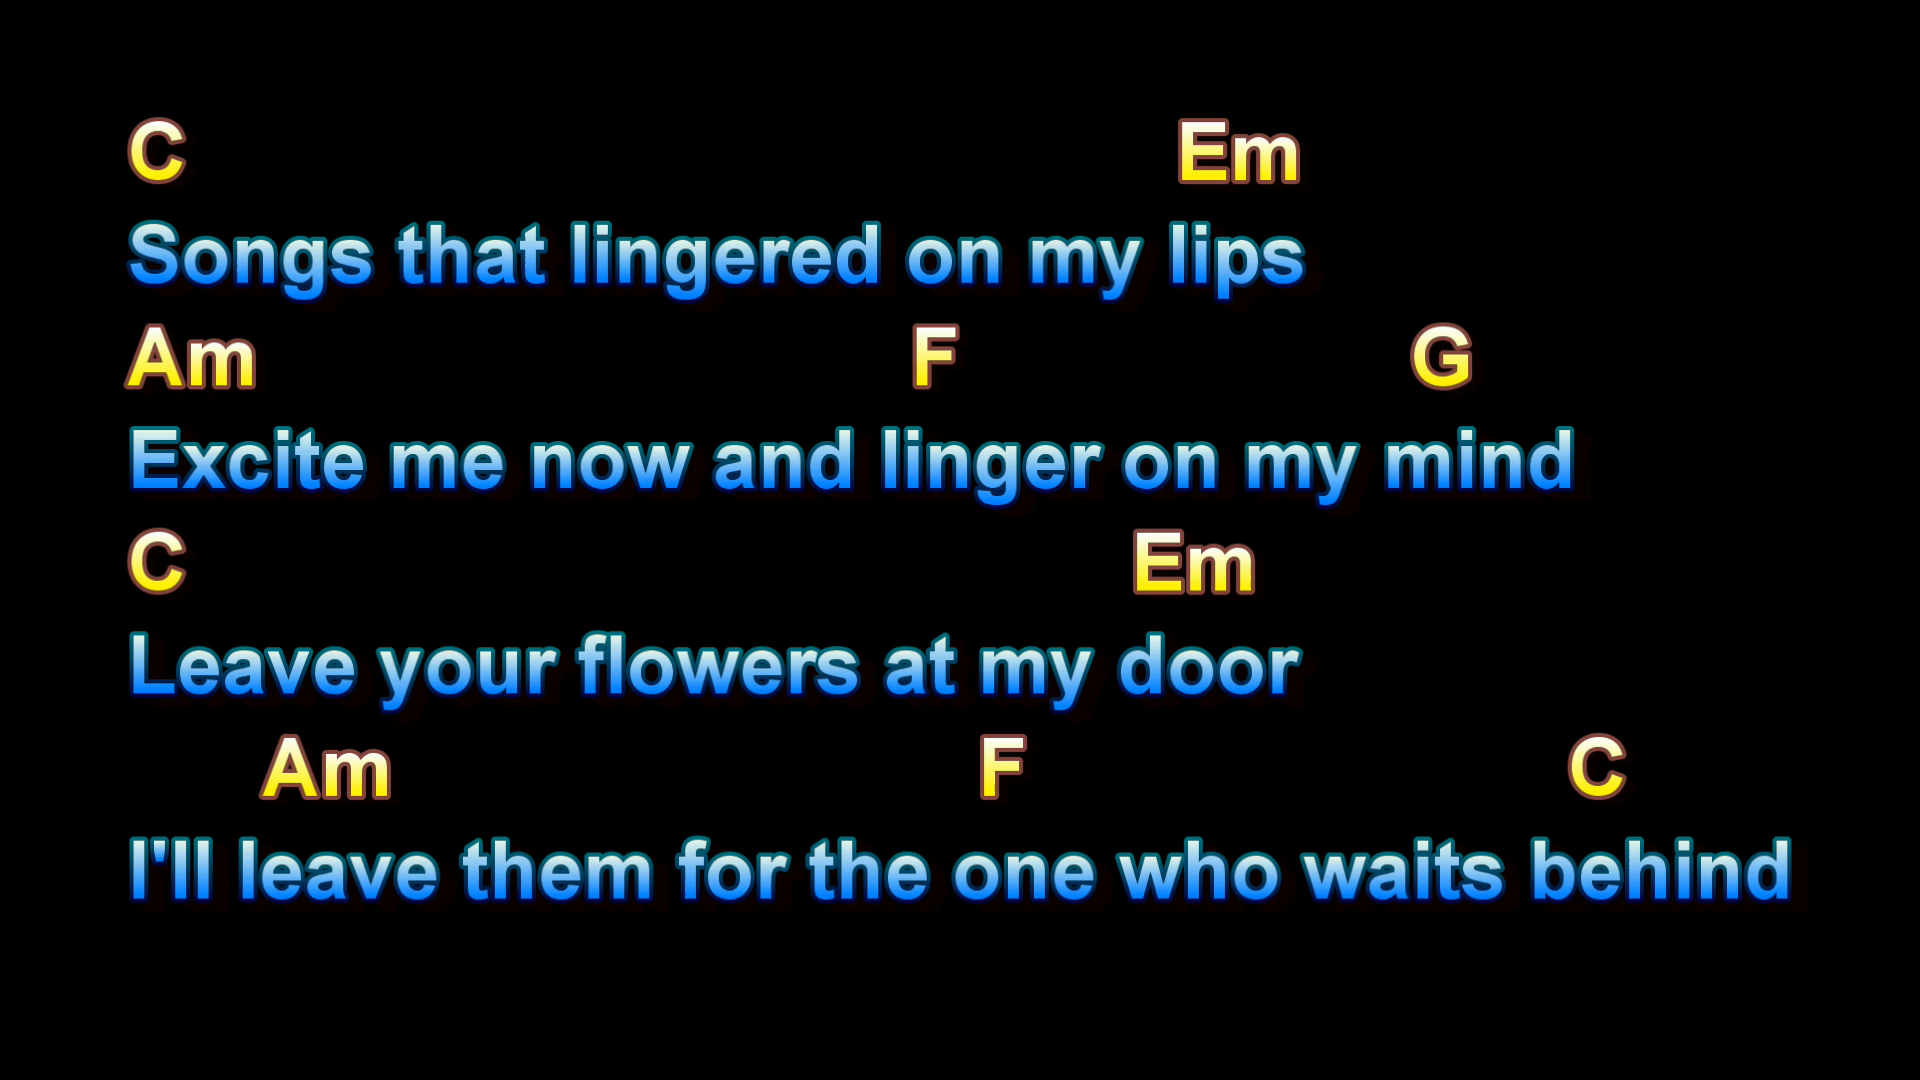 C Em
Songs that lingered on my lips
Am F G
Excite me now and linger on my mind
C Em
Leave your flowers at my door
Am F C
I'll leave them for the one who waits behind